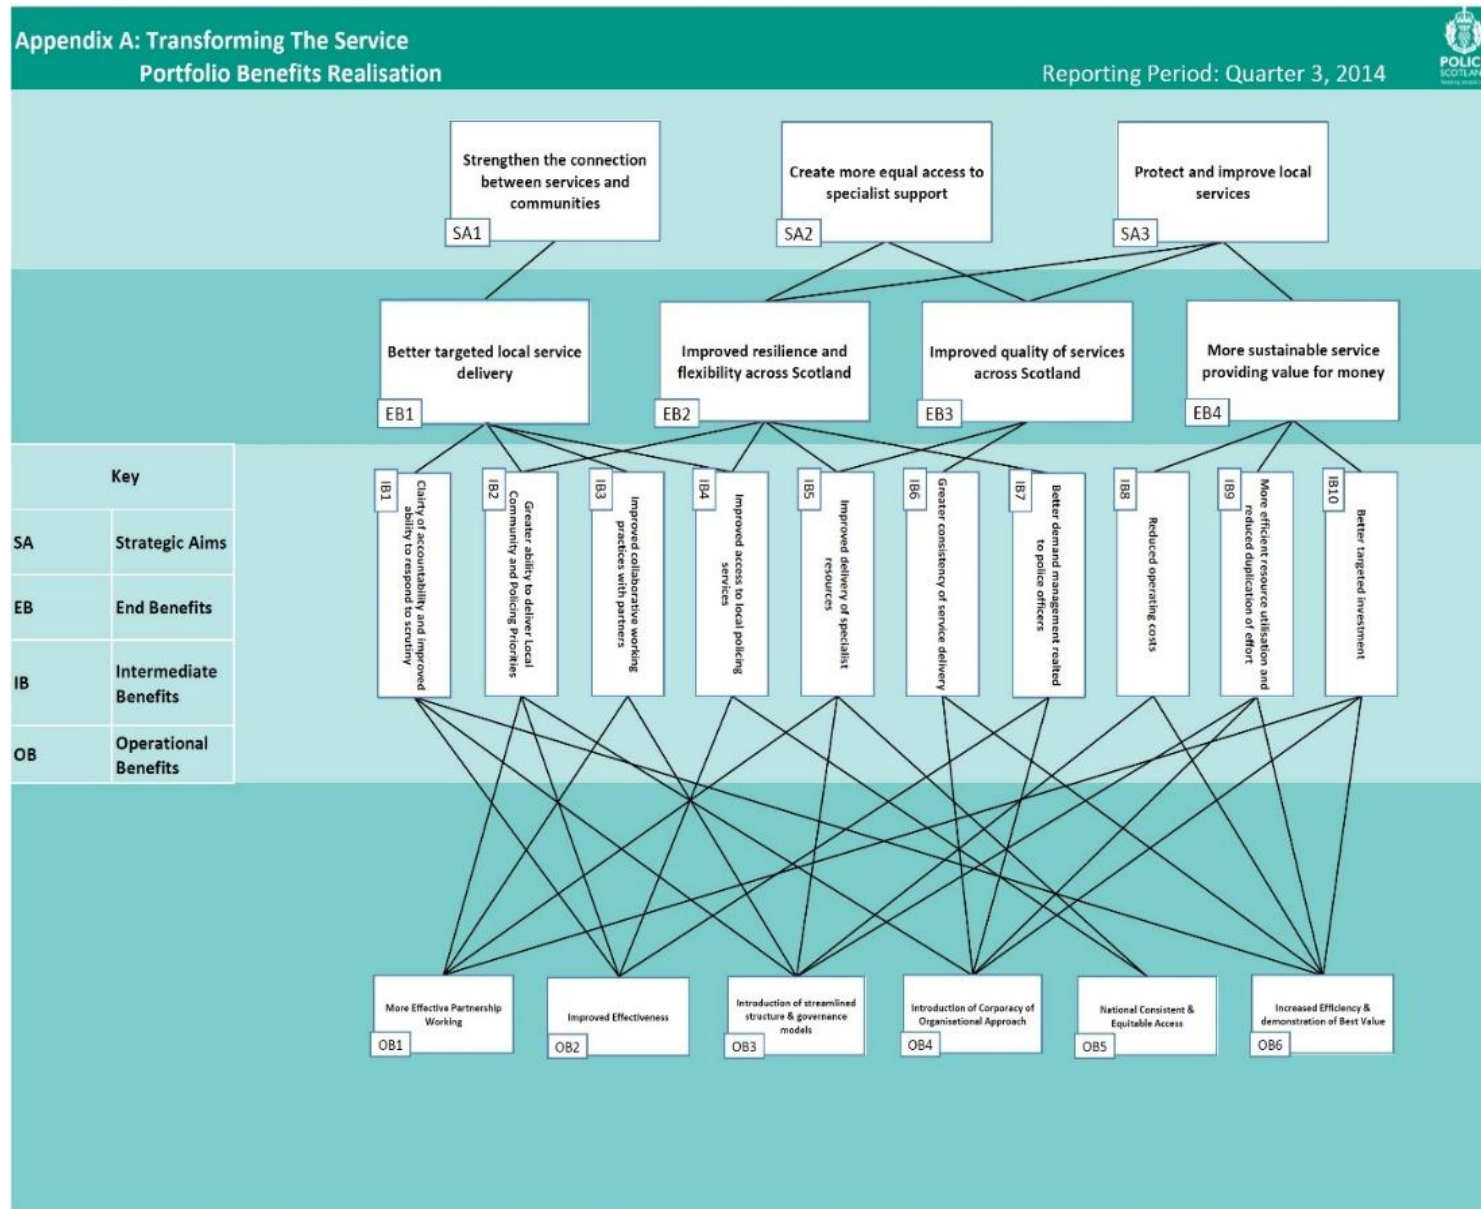 Appendix A: Transforming The Service
Portfolio Benefits Realisation
Reporting Period: Quarter 3, 2014
POLIC
SCOTLAN
Strengthen the connection
between services and
communities
SA1
Create more equal access to
specialist support
SA2
Protect and improve local
services
SA3
Better targeted local service
delivery
EB1
Improved resilience and
flexibility across Scotland
EB2
Improved quality of services
across Scotland
EB3
More sustainable service
providing value for money
EB4
Key
SA Strategic Aims
EB End Benefits
IB Intermediate
Benefits
OB Operational
Benefits
IB1
Clairty of accountability and improved
ability to respond to scrutiny
IB2
Greater ability to deliver Local
Community and Policing Priorities
IB3
Improved collaborative working
practices with partners
IB4
Improved access to local policing
services
IB5
Improved delivery of specialist
resources
IB6
Greater consistency of service delivery
IB7
Better demand management realted
to police officers
IB8
Reduced operating costs
IB9
More efficient resource utilisation and
reduced duplication of effort
IB10
Better targeted investment
More Effective Partnership
Working
OB1
Improved Effectiveness
OB2
Introduction of streamlined
structure & governance
models
OB3
Introduction of Corporacy of
Organisational Approach
OB4
National Consistent &
Equitable Access
OB5
Increased Efficiency &
demonstration of Best Value
OB6